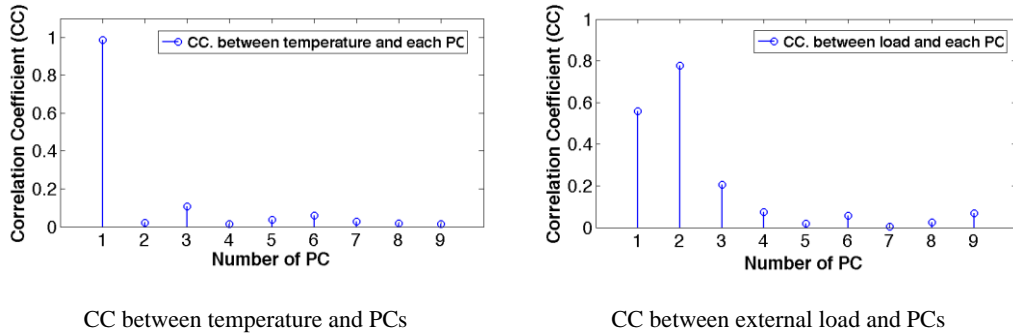 Correlation Coefficient (CC)
1
0.8
0.6
0.4
0.2
0
CC. between temperature and each PC
1 2 3 4 5 6 7 8 9
Number of PC
CC between temperature and PCs
Correlation Coefficient (CC)
1
0.8
0.6
0.4
0.2
0
CC. between load and each PC
1 2 3 4 5 6 7 8 9
Number of PC
CC between external load and PCs